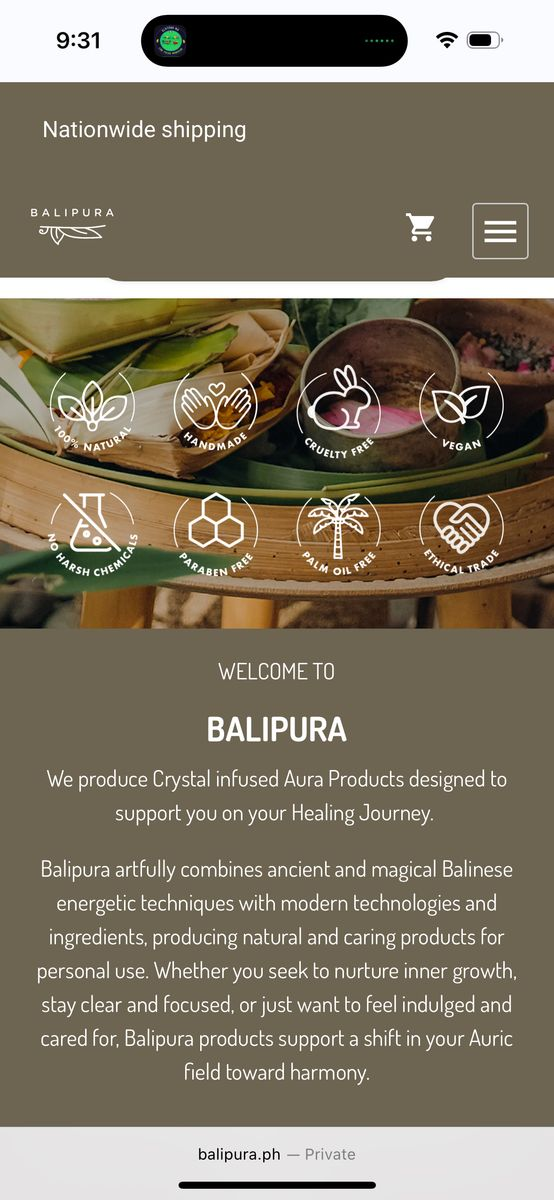 9:31
Nationwide shipping
BALIPURA
100% NATURAL
HANDMADE
CRUELTY FREE
VEGAN
NO HARSH CHEMICALS
PARABEN FREE
PALM OIL FREE
ETHICAL TRADE
WELCOME TO
BALIPURA
We produce Crystal infused Aura Products designed to
support you on your Healing Journey.
Balipura artfully combines ancient and magical Balinese
energetic techniques with modern technologies and
ingredients, producing natural and caring products for
personal use. Whether you seek to nurture inner growth,
stay clear and focused, or just want to feel indulged and
cared for, Balipura products support a shift in your Auric
field toward harmony.
balipura.ph — Private